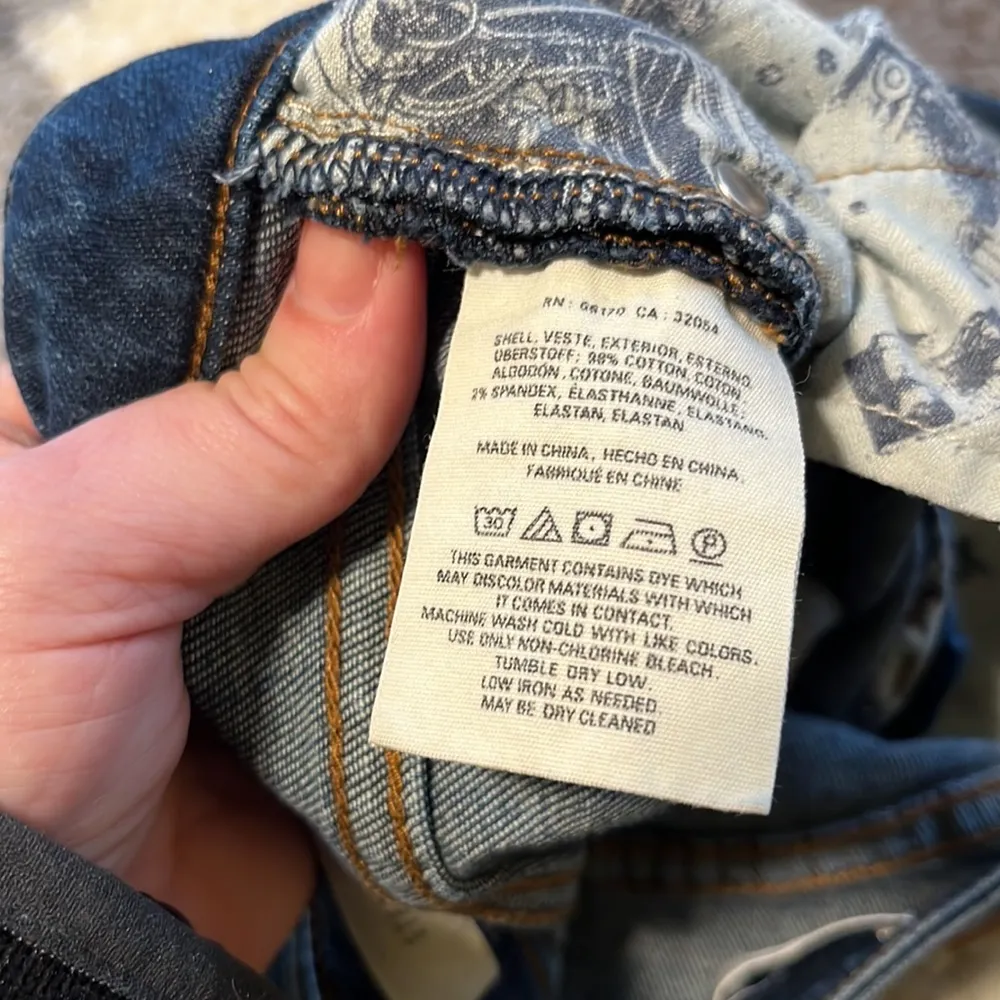 RN: CA: 32054
SHELL, VESTE, EXTERIOR, ESTERNO
ÜBERSTOFF: 98% COTTON, COTON
ALGODÓN, COTONE, BAUMWOLLE;
2% SPANDEX, ÉLASTHANNE, ELASTANO,
ELASTAN, ELASTAN
MADE IN CHINA, HECHO EN CHINA,
FABRIQUÉ EN CHINE
30 P
THIS GARMENT CONTAINS DYE WHICH
MAY DISCOLOR MATERIALS WITH WHICH
IT COMES IN CONTACT.
MACHINE WASH COLD WITH LIKE COLORS.
USE ONLY NON-CHLORINE BLEACH.
TUMBLE DRY LOW.
LOW IRON AS NEEDED.
MAY BE DRY CLEANED